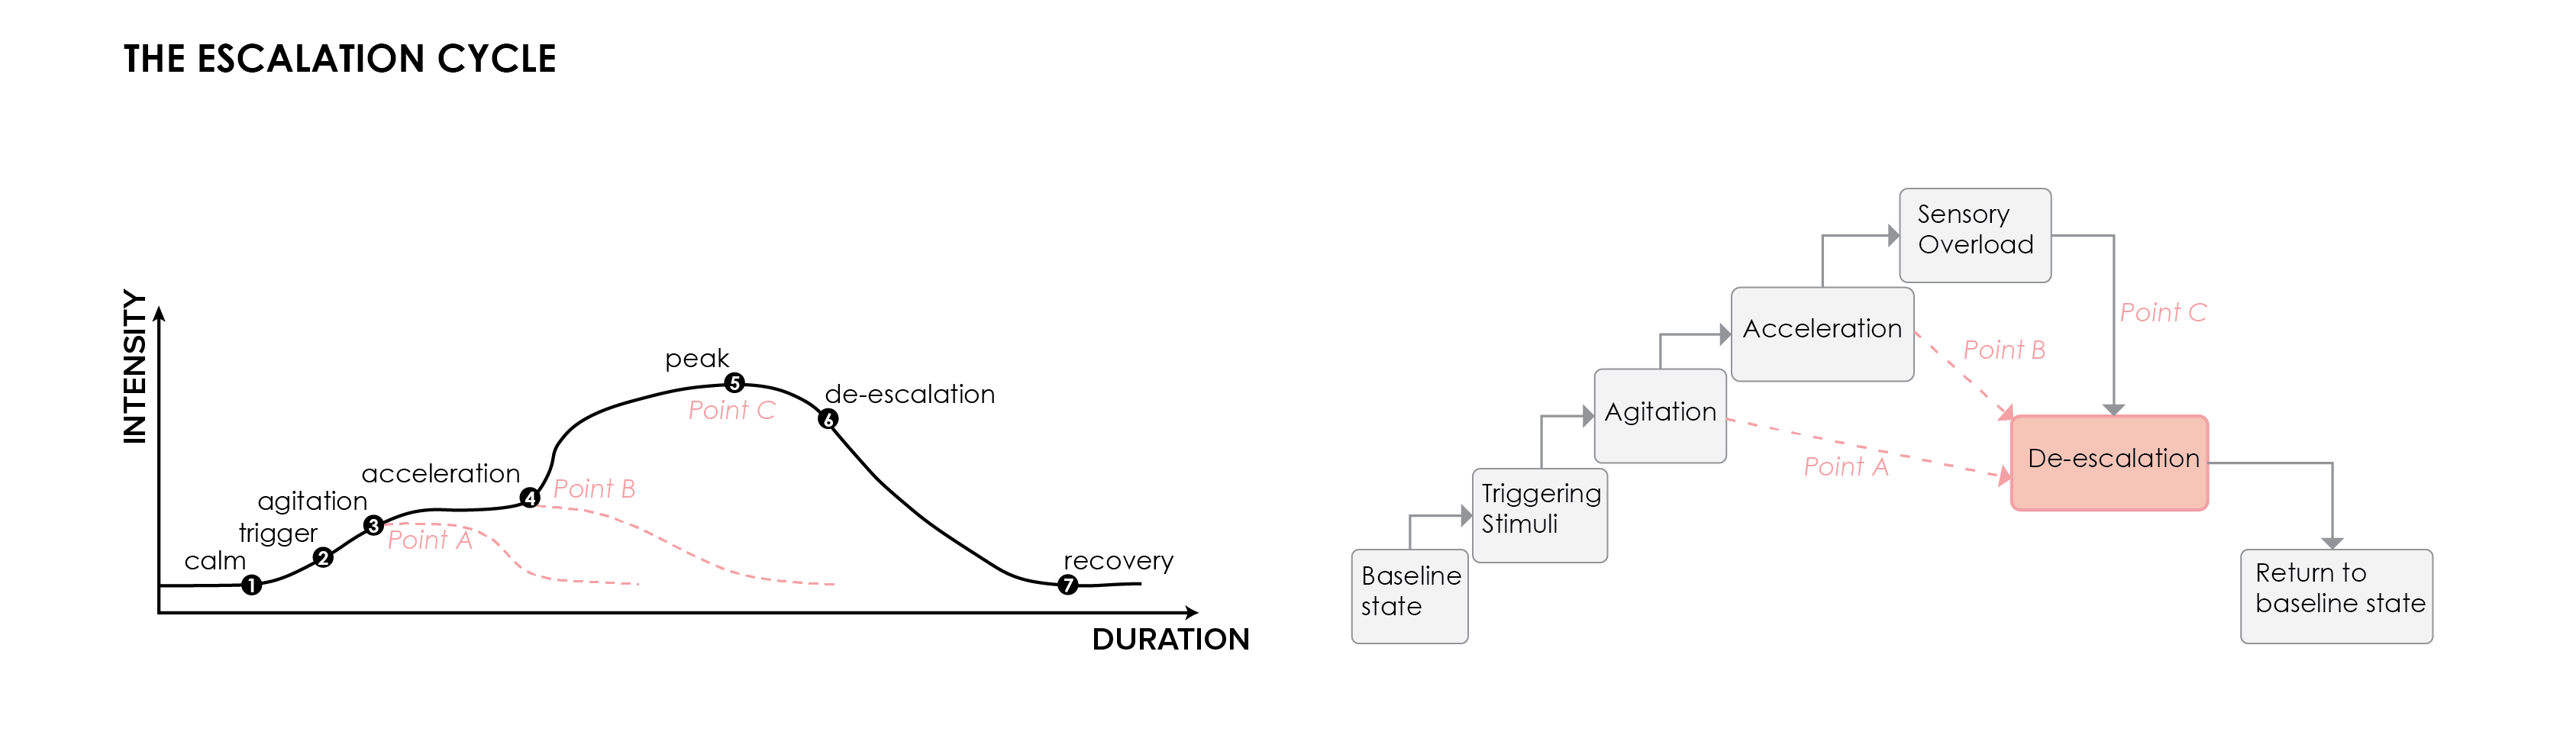 THE ESCALATION CYCLE
INTENSITY
calm
1
trigger
2
agitation
3
Point A
acceleration
4
Point B
peak
5
Point C
de-escalation
6
recovery
7
DURATION
Baseline
state
Triggering
Stimuli
Agitation
Acceleration
Sensory
Overload
Point A
Point B
Point C
De-escalation
Return to
baseline state